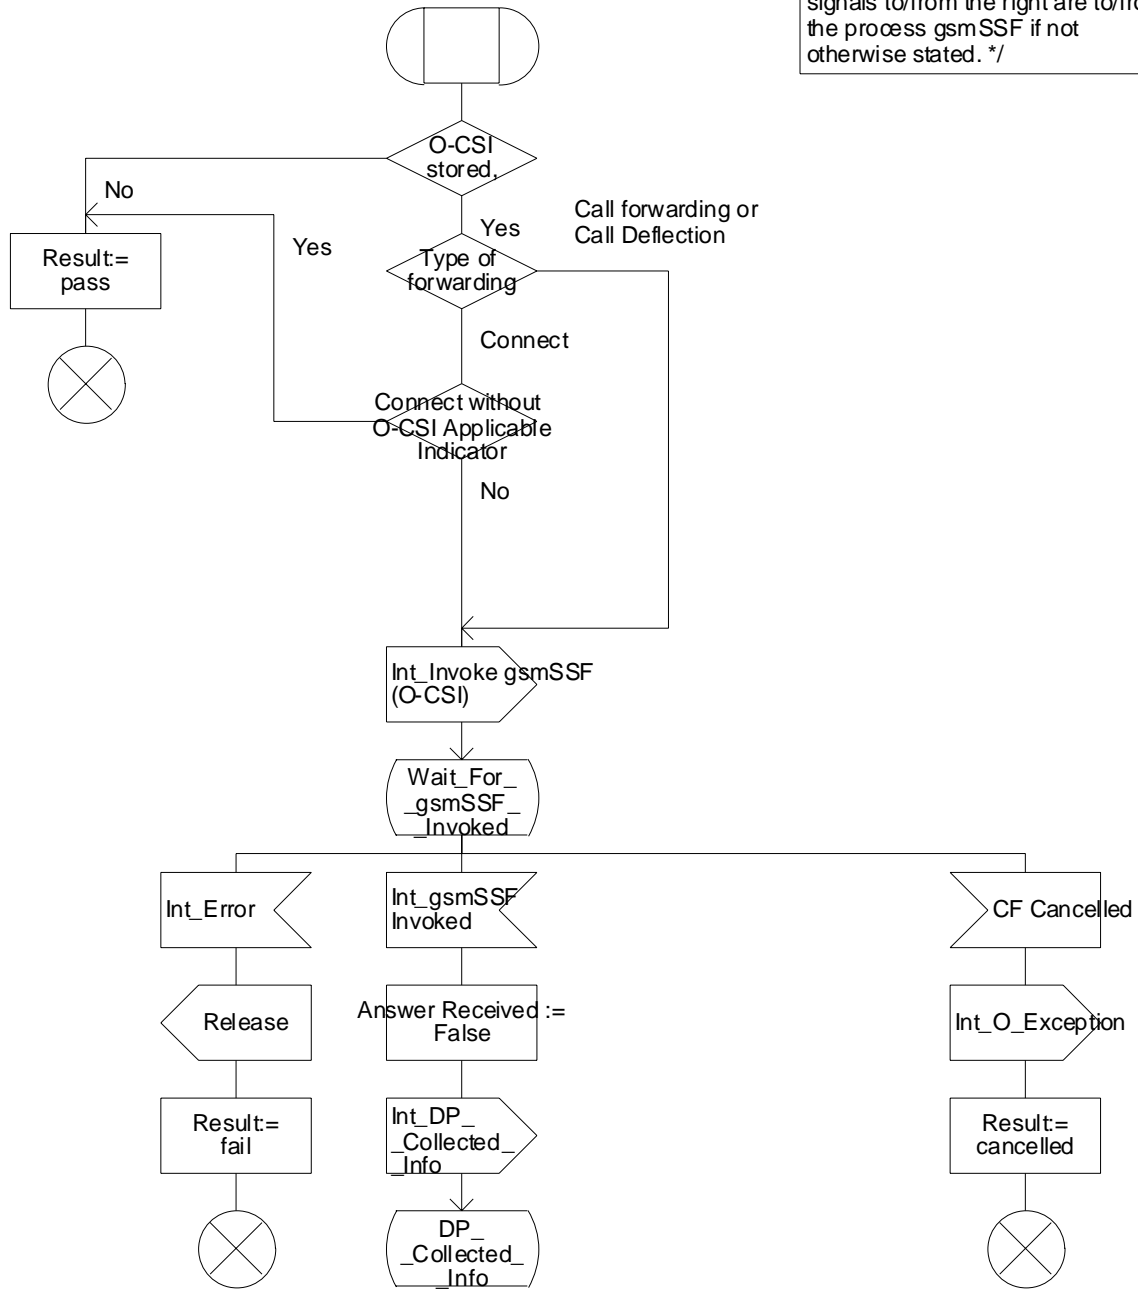 signals to/from the right are to/fro
the process gsmSSF if not
otherwise stated. */
O-CSI
stored,
No
Yes
Call forwarding or
Call Deflection
Result:=
pass
Yes
Type of
forwarding
Connect
Connect without
O-CSI Applicable
Indicator
No
Int_Invoke gsmSSF
(O-CSI)
Wait_For_
_gsmSSF_
_Invoked
Int_Error
Int_gsmSSF
Invoked
CF Cancelled
Release
Answer Received :=
False
Int_O_Exception
Result:=
fail
Int_DP_
_Collected_
_Info
Result:=
cancelled
DP_
_Collected_
_Info